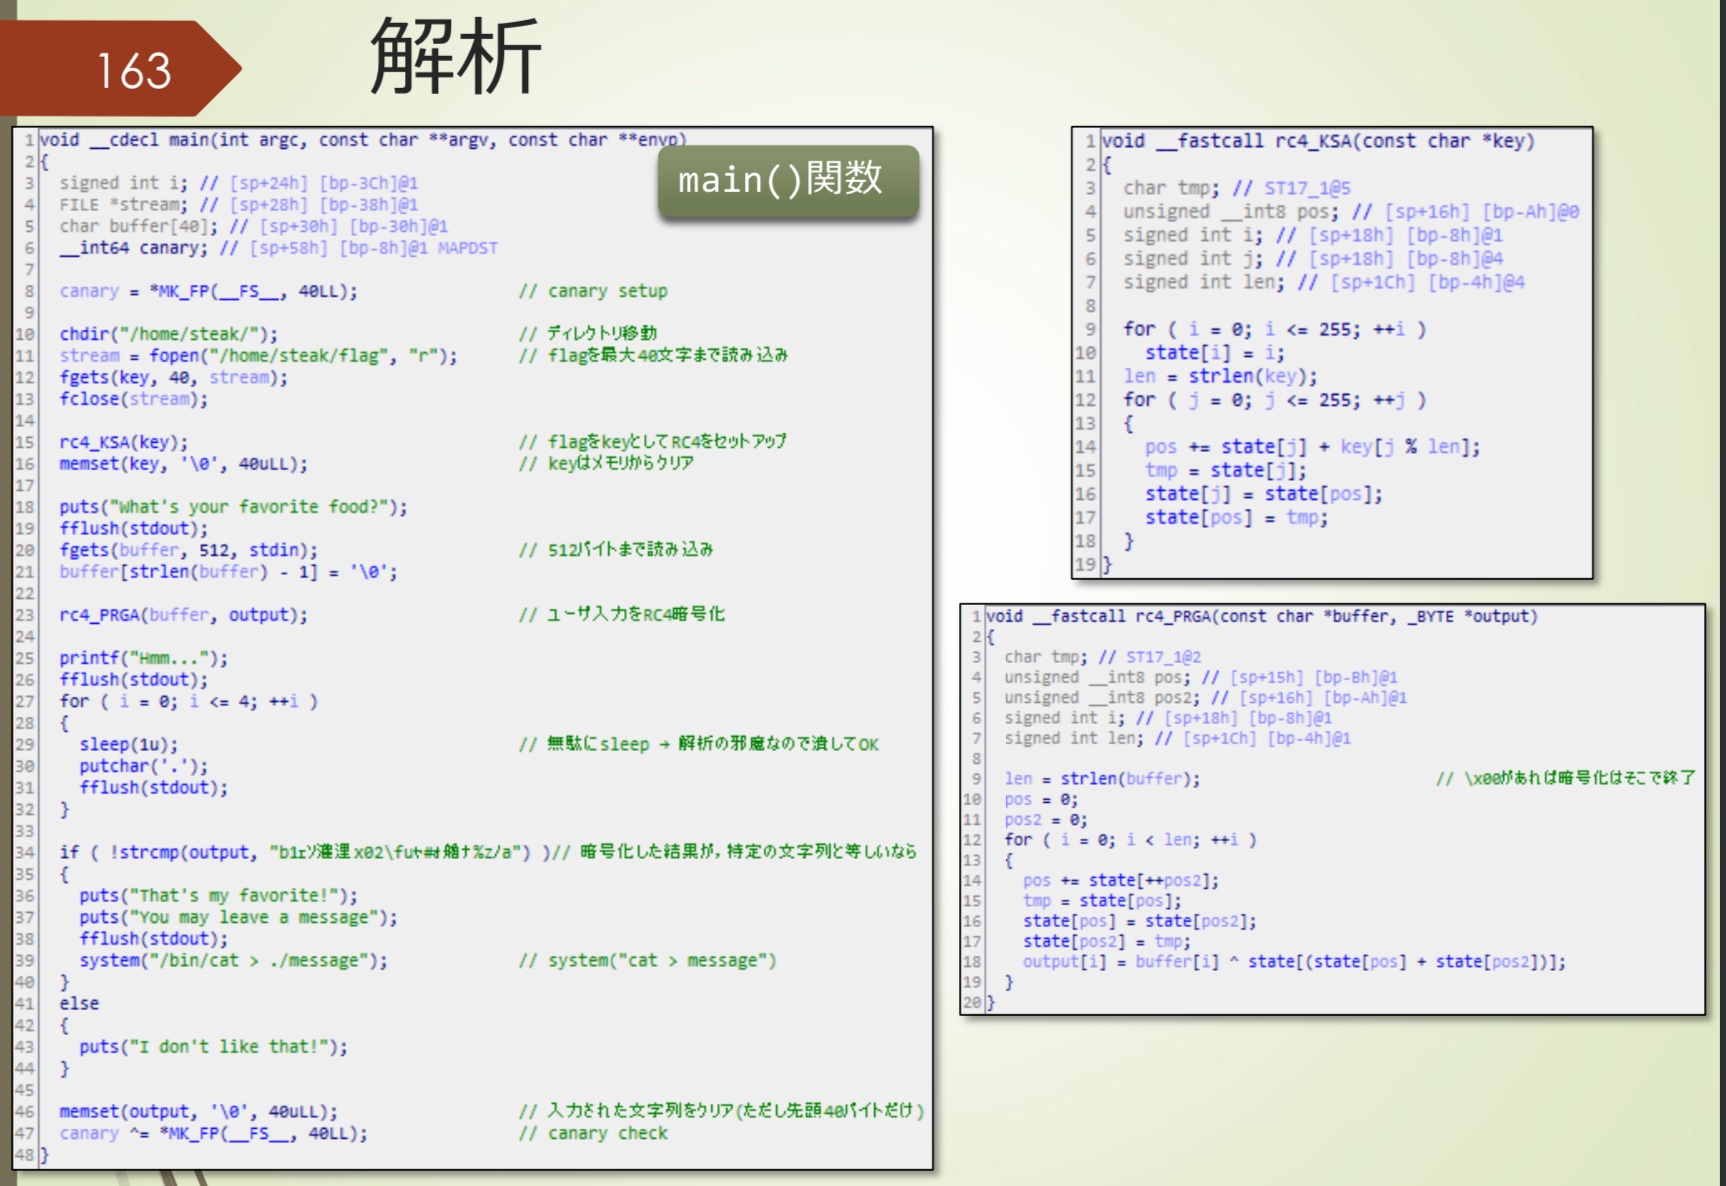 163
解析
main()関数
1 void __cdecl main(int argc, const char **argv, const char **envp)
2 {
3 signed int i; // [sp+24h] [bp-3Ch]@1
4 FILE *stream; // [sp+28h] [bp-38h]@1
5 char buffer[40]; // [sp+30h] [bp-30h]@1
6 __int64 canary; // [sp+58h] [bp-8h]@1 MAPDST
7
8 canary = *MK_FP(__FS__, 40LL); // canary setup
9
10 chdir("/home/steak/"); // ディレクトリ移動
11 stream = fopen("/home/steak/flag", "r"); // flagを最大40文字まで読み込み
12 fgets(key, 40, stream);
13 fclose(stream);
14
15 rc4_KSA(key); // flagをkeyとしてRC4をセットアップ
16 memset(key, '\0', 40uLL); // keyはメモリからクリア
17
18 puts("What's your favorite food?");
19 fflush(stdout);
20 fgets(buffer, 512, stdin); // 512バイトまで読み込み
21 buffer[strlen(buffer) - 1] = '\0';
22
23 rc4_PRGA(buffer, output); // ユーザ入力をRC4暗号化
24
25 printf("Hmm...");
26 fflush(stdout);
27 for ( i = 0; i <= 4; ++i )
28 {
29 sleep(1u); // 無駄にsleep → 解析の邪魔なので潰してOK
30 putchar('.');
31 fflush(stdout);
32 }
33
34 if ( !strcmp(output, ") )// 暗号化した結果が, 特定の文字列と等しいなら
35 {
36 puts("That's my favorite!");
37 puts("You may leave a message");
38 fflush(stdout);
39 system("/bin/cat > ./message"); // system("cat > message")
40 }
41 else
42 {
43 puts("I don't like that!");
44 }
45
46 memset(output, '\0', 40uLL); // 入力された文字列をクリア(ただし先頭40バイトだけ)
47 canary ^= *MK_FP(__FS__, 40LL); // canary check
48 }
1 void __fastcall rc4_KSA(const char *key)
2 {
3 char tmp; // ST17_1@5
4 unsigned __int8 pos; // [sp+16h] [bp-Ah]@0
5 signed int i; // [sp+18h] [bp-8h]@1
6 signed int j; // [sp+18h] [bp-8h]@4
7 signed int len; // [sp+1Ch] [bp-4h]@4
8
9 for ( i = 0; i <= 255; ++i )
10 state[i] = i;
11 len = strlen(key);
12 for ( j = 0; j <= 255; ++j )
13 {
14 pos += state[j] + key[j % len];
15 tmp = state[j];
16 state[j] = state[pos];
17 state[pos] = tmp;
18 }
19 }
1 void __fastcall rc4_PRGA(const char *buffer, _BYTE *output)
2 {
3 char tmp; // ST17_1@2
4 unsigned __int8 pos; // [sp+15h] [bp-Bh]@1
5 unsigned __int8 pos2; // [sp+16h] [bp-Ah]@1
6 signed int i; // [sp+18h] [bp-8h]@1
7 signed int len; // [sp+1Ch] [bp-4h]@1
8
9 len = strlen(buffer); // \x00があれば暗号化はそこで終了
10 pos = 0;
11 pos2 = 0;
12 for ( i = 0; i < len; ++i )
13 {
14 pos += state[++pos2];
15 tmp = state[pos];
16 state[pos] = state[pos2];
17 state[pos2] = tmp;
18 output[i] = buffer[i] ^ state[(state[pos] + state[pos2])];
19 }
20 }